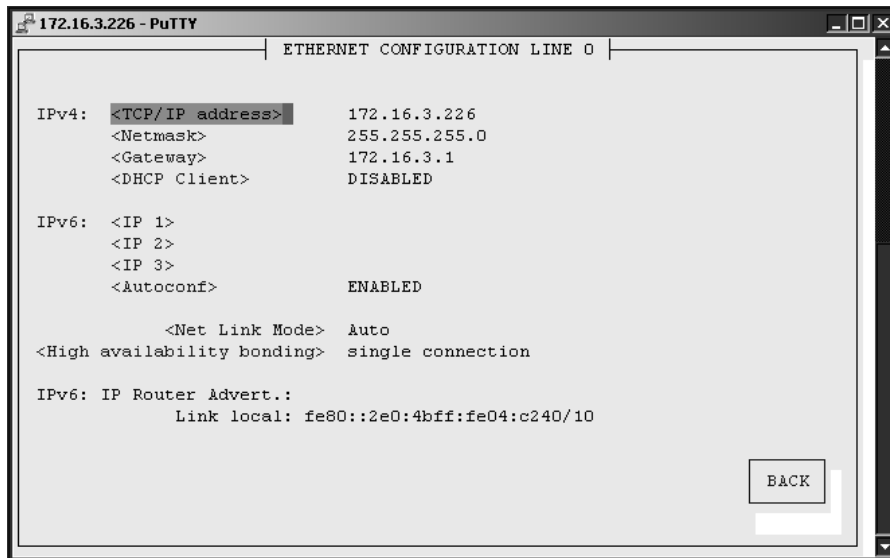 172.16.3.226 - PuTTY
ETHERNET CONFIGURATION LINE 0
IPv4: <TCP/IP address> 172.16.3.226
<Netmask> 255.255.255.0
<Gateway> 172.16.3.1
<DHCP Client> DISABLED
IPv6: <IP 1>
<IP 2>
<IP 3>
<Autoconf> ENABLED
<Net Link Mode> Auto
<High availability bonding> single connection
IPv6: IP Router Advert.:
Link local: fe80::2e0:4bff:fe04:c240/10
BACK